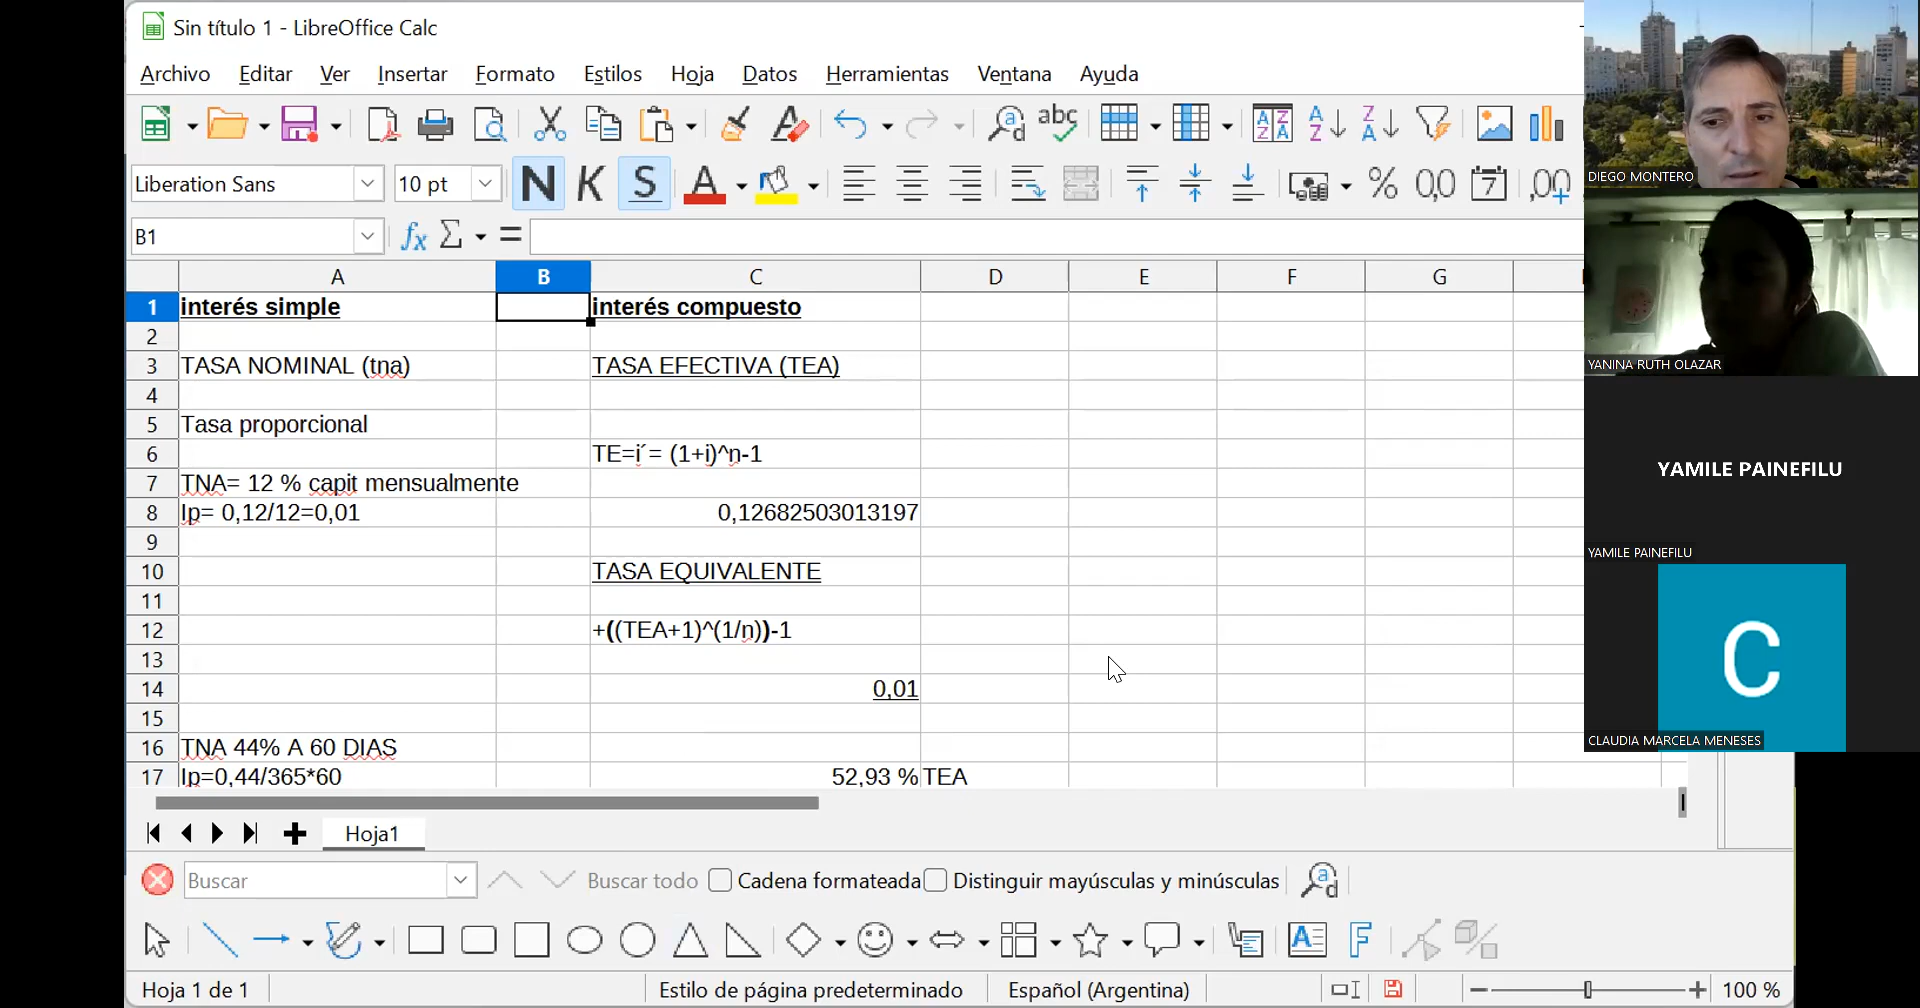 Sin título 1 - LibreOffice Calc
Archivo Editar Ver Insertar Formato Estilos Hoja Datos Herramientas Ventana Ayuda
Liberation Sans 10 pt N K S A % 0,0 7 ,00
B1 fx Σ =
A B C D E F G
1 interés simple interés compuesto
2
3 TASA NOMINAL (tna) TASA EFECTIVA (TEA)
4
5 Tasa proporcional
6 TE=i´= (1+i)^n-1
7 TNA= 12 % capit mensualmente
8 Ip= 0,12/12=0,01 0,12682503013197
9
10 TASA EQUIVALENTE
11
12 +((TEA+1)^(1/n))-1
13
14 0,01
15
16 TNA 44% A 60 DIAS
17 Ip=0,44/365*60 52,93 % TEA
Hoja1
Buscar Buscar todo Cadena formateada Distinguir mayúsculas y minúsculas
Hoja 1 de 1 Estilo de página predeterminado Español (Argentina) 100 %
DIEGO MONTERO
YANINA RUTH OLAZAR
YAMILE PAINEFILU
YAMILE PAINEFILU
C
CLAUDIA MARCELA MENESES